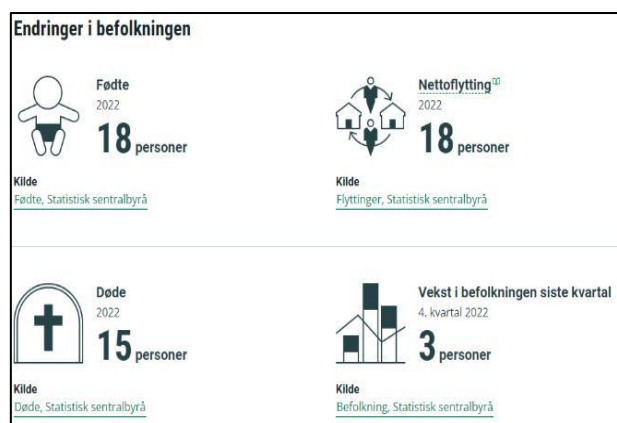 Endringer i befolkningen
Fødte
2022
18 personer
Kilde
Fødte, Statistisk sentralbyrå
Nettoflytting
2022
18 personer
Kilde
Flyttinger, Statistisk sentralbyrå
Døde
2022
15 personer
Kilde
Døde, Statistisk sentralbyrå
Vekst i befolkningen siste kvartal
4. kvartal 2022
3 personer
Kilde
Befolkning, Statistisk sentralbyrå